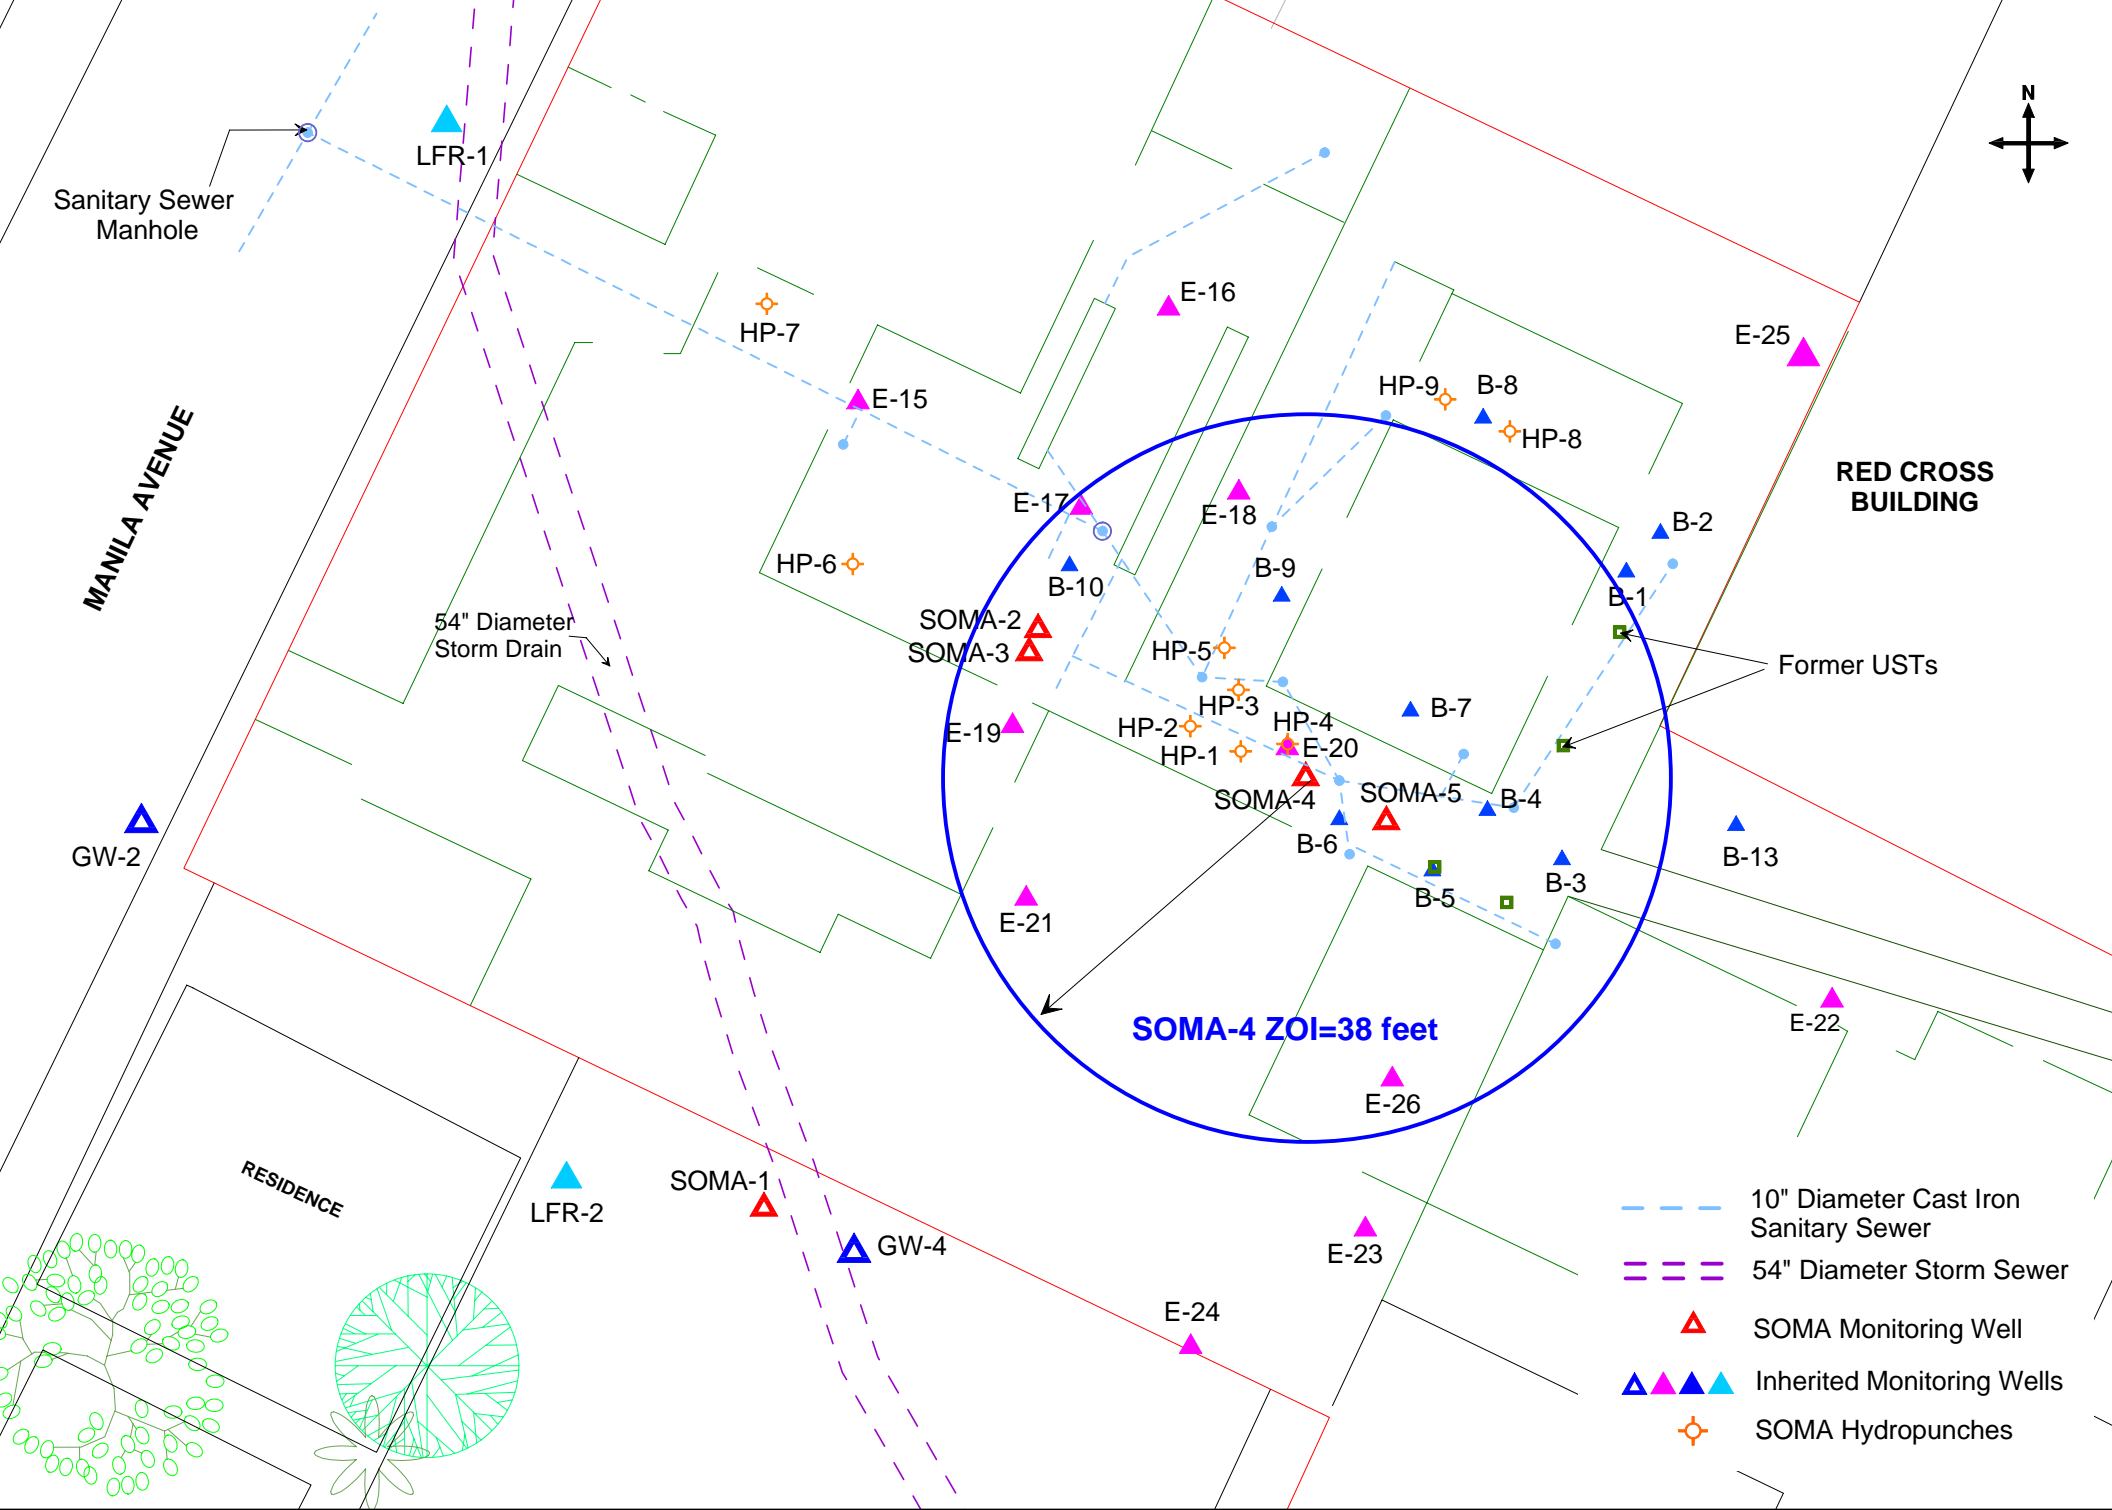 N
LFR-1
Sanitary Sewer
Manhole
E-16
HP-7
E-25
E-15
HP-9
B-8
HP-8
MANILA AVENUE
RED CROSS
BUILDING
E-17
E-18
B-2
HP-6
B-9
B-10
B-1
54" Diameter
Storm Drain
SOMA-2
SOMA-3
HP-5
Former USTs
HP-3
B-7
HP-2
HP-4
E-19
HP-1
E-20
SOMA-4
SOMA-5
B-4
GW-2
B-6
B-13
B-3
B-5
E-21
SOMA-4 ZOI=38 feet
E-22
E-26
RESIDENCE
SOMA-1
LFR-2
GW-4
E-23
E-24
10" Diameter Cast Iron
Sanitary Sewer
54" Diameter Storm Sewer
SOMA Monitoring Well
Inherited Monitoring Wells
SOMA Hydropunches